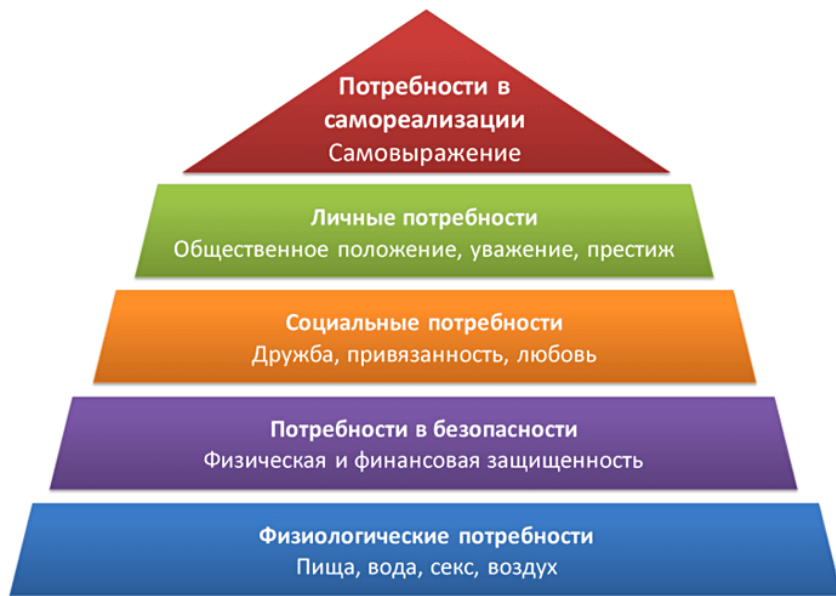 Потребности в
самореализации
Самовыражение
Личные потребности
Общественное положение, уважение, престиж
Социальные потребности
Дружба, привязанность, любовь
Потребности в безопасности
Физическая и финансовая защищенность
Физиологические потребности
Пища, вода, секс, воздух